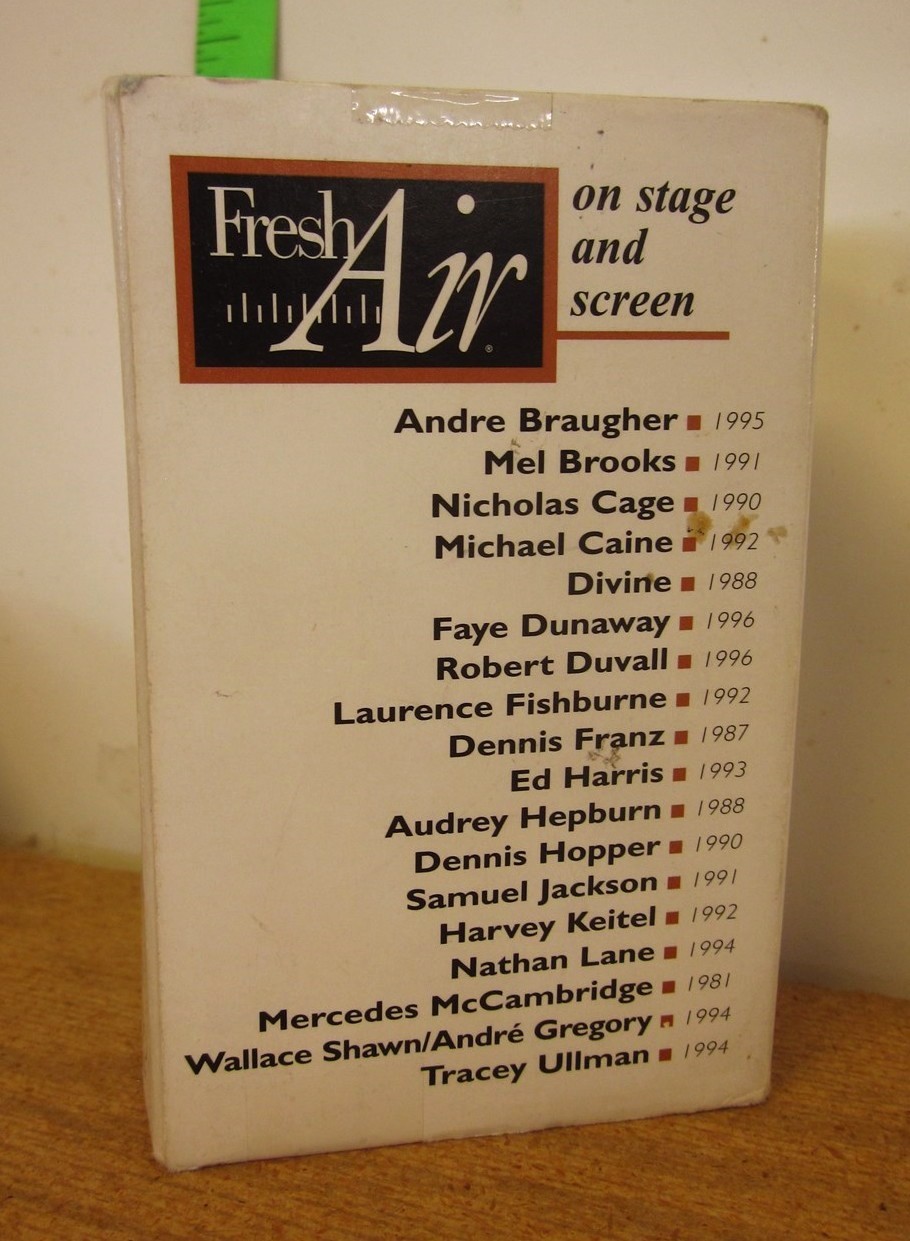 Fresh Air®
on stage
and
screen
Andre Braugher ■ 1995
Mel Brooks ■ 1991
Nicholas Cage ■ 1990
Michael Caine ■ 1992
Divine ■ 1988
Faye Dunaway ■ 1996
Robert Duvall ■ 1996
Laurence Fishburne ■ 1992
Dennis Franz ■ 1987
Ed Harris ■ 1993
Audrey Hepburn ■ 1988
Dennis Hopper ■ 1990
Samuel Jackson ■ 1991
Harvey Keitel ■ 1992
Nathan Lane ■ 1994
Mercedes McCambridge ■ 1981
Wallace Shawn/André Gregory ■ 1994
Tracey Ullman ■ 1994